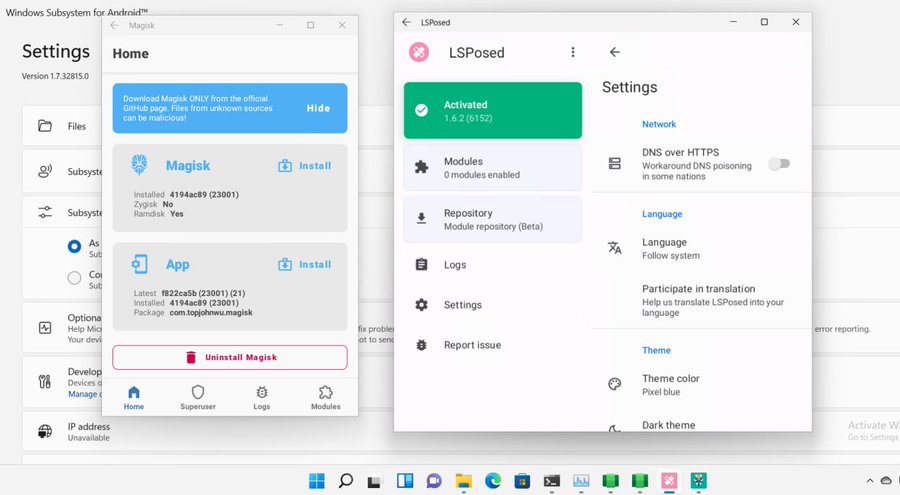 Windows Subsystem for Android™
Settings
Version 1.7.32815.0
Files
Subsyste
Subsyste
As
Sub
Co
Sub
Optiona
Help Mic
Your devi
fix proble
error reporting.
not to send
Develop
Devices o
Manage d
IP address
Unavailable
Activate Wi
Go to Settings
Magisk
Home
Download Magisk ONLY from the official
GitHub page. Files from unknown sources
can be malicious!
Hide
Magisk
Install
Installed 4194ac89 (23001)
Zygisk No
Ramdisk Yes
App
Install
Latest f822ca5b (23001) (21)
Installed 4194ac89 (23001)
Package com.topjohnwu.magisk
Uninstall Magisk
Home
Superuser
Logs
Modules
LSPosed
LSPosed
Activated
1.6.2 (6152)
Modules
0 modules enabled
Repository
Module repository (Beta)
Logs
Settings
Report issue
Settings
Network
DNS over HTTPS
Workaround DNS poisoning
in some nations
Language
Language
Follow system
Participate in translation
Help us translate LSPosed into your
language
Theme
Theme color
Pixel blue
Dark theme